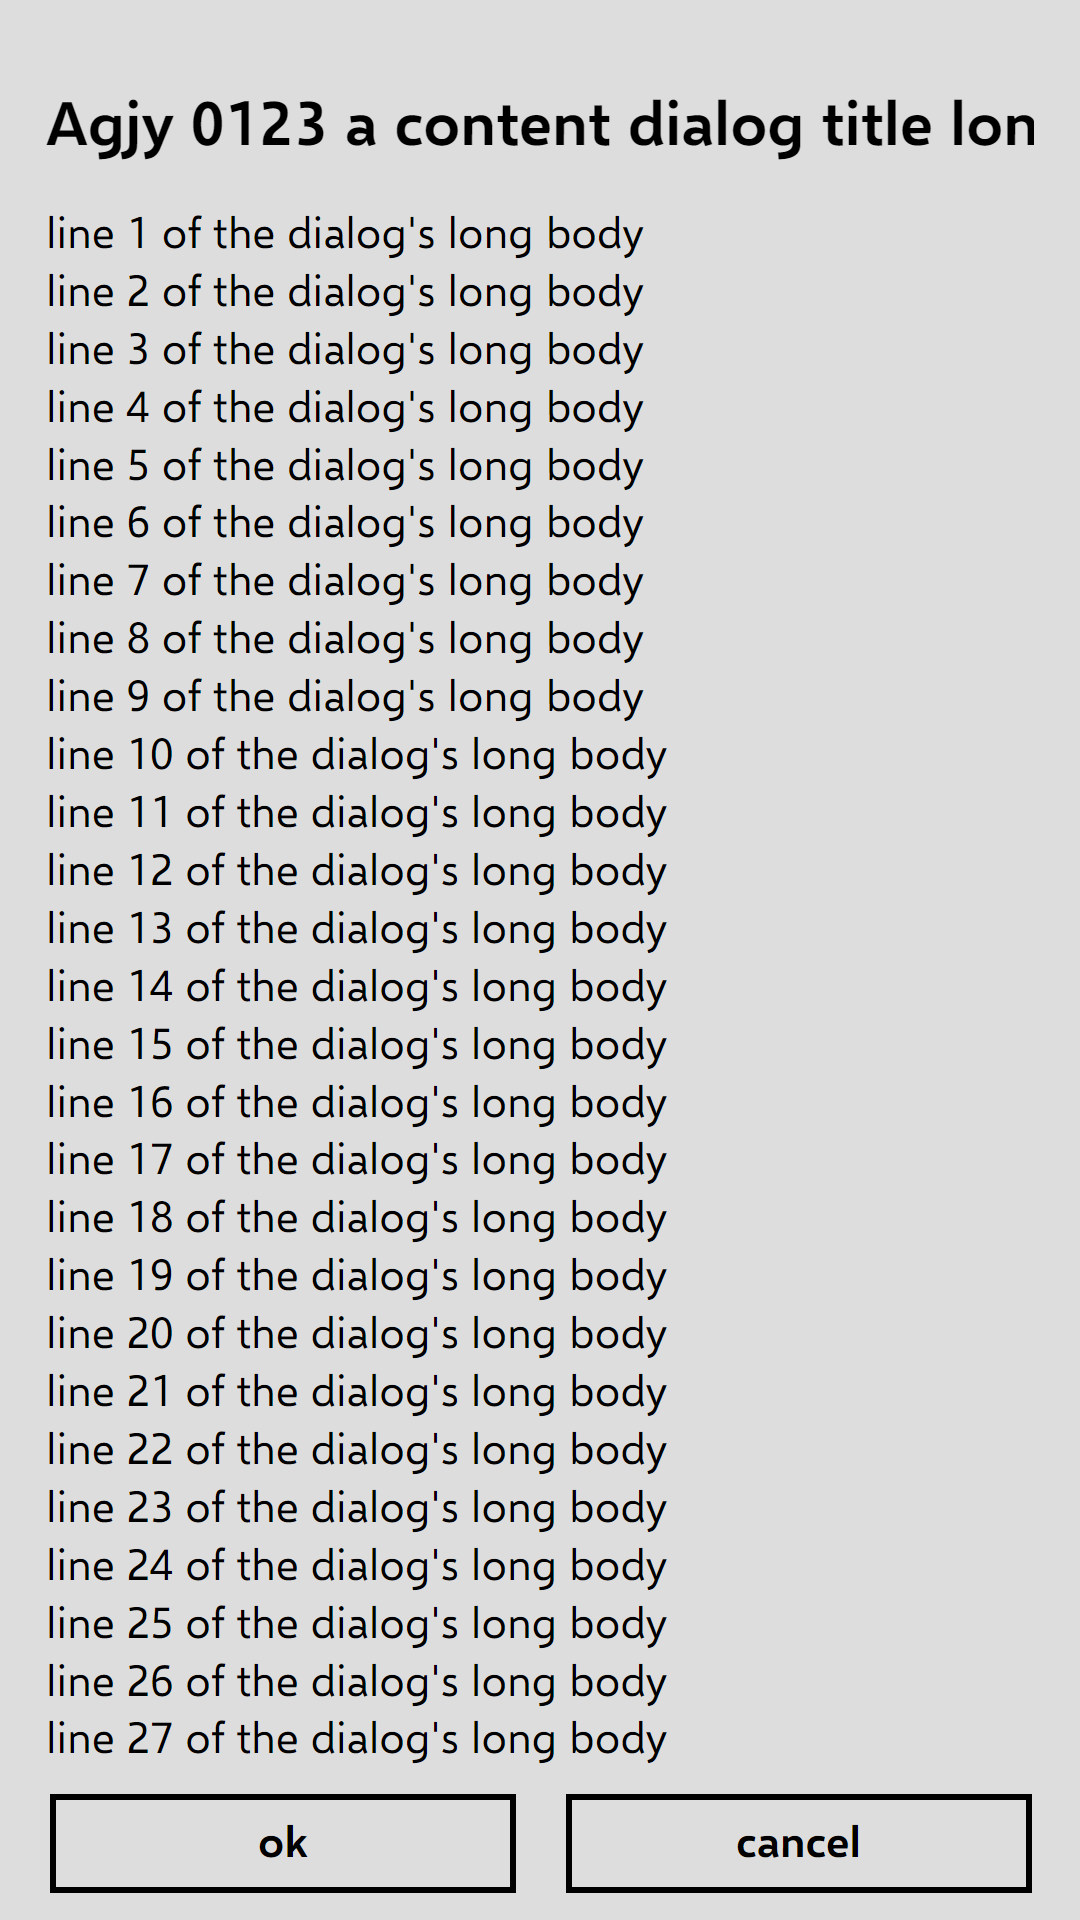 Agjy 0123 a content dialog title lon
line 1 of the dialog's long body
line 2 of the dialog's long body
line 3 of the dialog's long body
line 4 of the dialog's long body
line 5 of the dialog's long body
line 6 of the dialog's long body
line 7 of the dialog's long body
line 8 of the dialog's long body
line 9 of the dialog's long body
line 10 of the dialog's long body
line 11 of the dialog's long body
line 12 of the dialog's long body
line 13 of the dialog's long body
line 14 of the dialog's long body
line 15 of the dialog's long body
line 16 of the dialog's long body
line 17 of the dialog's long body
line 18 of the dialog's long body
line 19 of the dialog's long body
line 20 of the dialog's long body
line 21 of the dialog's long body
line 22 of the dialog's long body
line 23 of the dialog's long body
line 24 of the dialog's long body
line 25 of the dialog's long body
line 26 of the dialog's long body
line 27 of the dialog's long body
ok
cancel